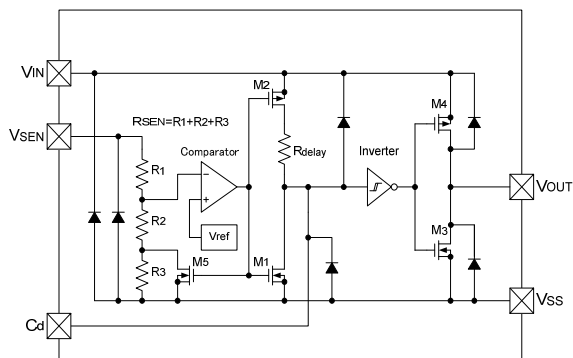 VIN
M2
M4
VSEN
RSEN=R1+R2+R3
Comparator
Rdelay
Inverter
R1
−
+
R2
Vref
VOUT
M5
M1
M3
R3
VSS
Cd